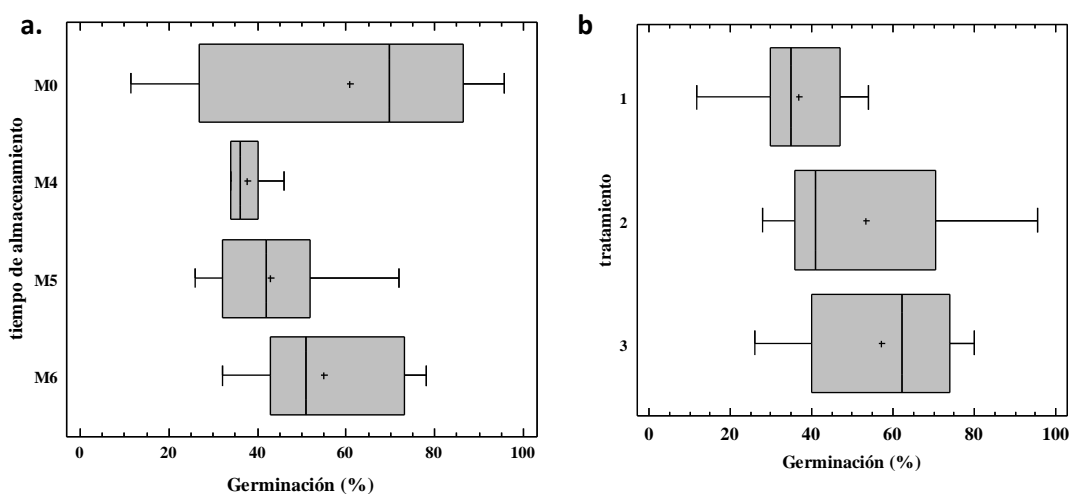 a.
tiempo de almacenamiento
M0
M4
M5
M6
0 20 40 60 80 100
Germinación (%)
b
tratamiento
1
2
3
0 20 40 60 80 100
Germinación (%)